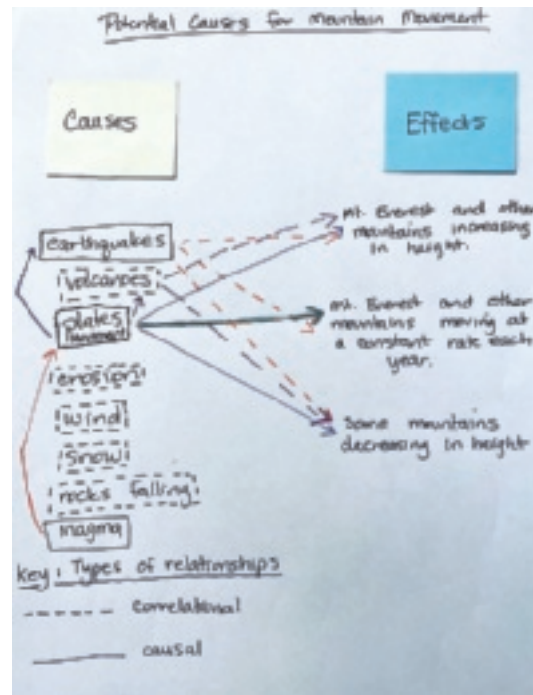 Potential Causes for Mountain Movement
Causes
Effects
earthquakes
volcanoes
plates
movement
erosion
wind
snow
rocks falling
magma
Mt. Everest and other
mountains increasing
in height.
Mt. Everest and other
mountains moving at
a constant rate each
year.
Some mountains
decreasing in height
key: Types of relationships
correlational
causal